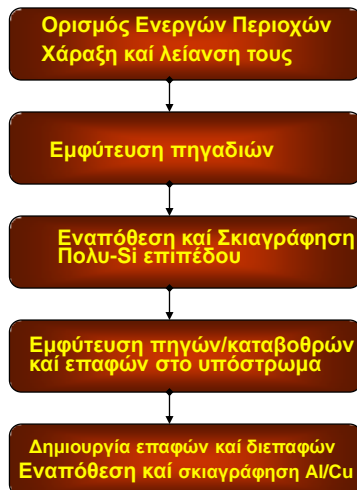 Ορισμός Ενεργών Περιοχών
Χάραξη καί λείανση τους
Εμφύτευση πηγαδιών
Εναπόθεση καί Σκιαγράφηση
Πολυ-Si επιπέδου
Εμφύτευση πηγών/καταβοθρών
καί επαφών στο υπόστρωμα
Δημιουργία επαφών καί διεπαφών
Εναπόθεση καί σκιαγράφηση Al/Cu